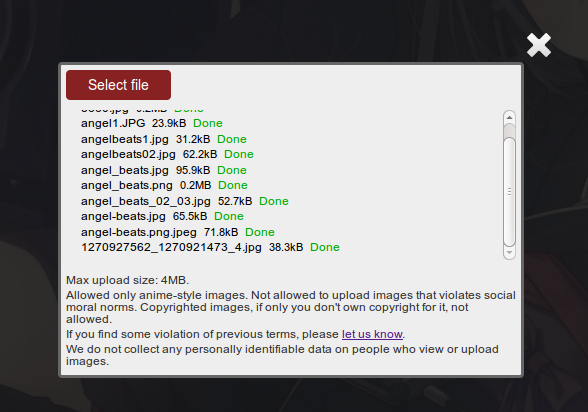 Select file
Done
angel1.JPG 23.9kB Done
angelbeats1.jpg 31.2kB Done
angelbeats02.jpg 62.2kB Done
angel_beats.jpg 95.9kB Done
angel_beats.png 0.2MB Done
angel_beats_02_03.jpg 52.7kB Done
angel-beats.jpg 65.5kB Done
angel-beats.png.jpeg 71.8kB Done
1270927562_1270921473_4.jpg 38.3kB Done
Max upload size: 4MB.
Allowed only anime-style images. Not allowed to upload images that violates social
moral norms. Copyrighted images, if only you don't own copyright for it, not
allowed.
If you find some violation of previous terms, please let us know.
We do not collect any personally identifiable data on people who view or upload
images.